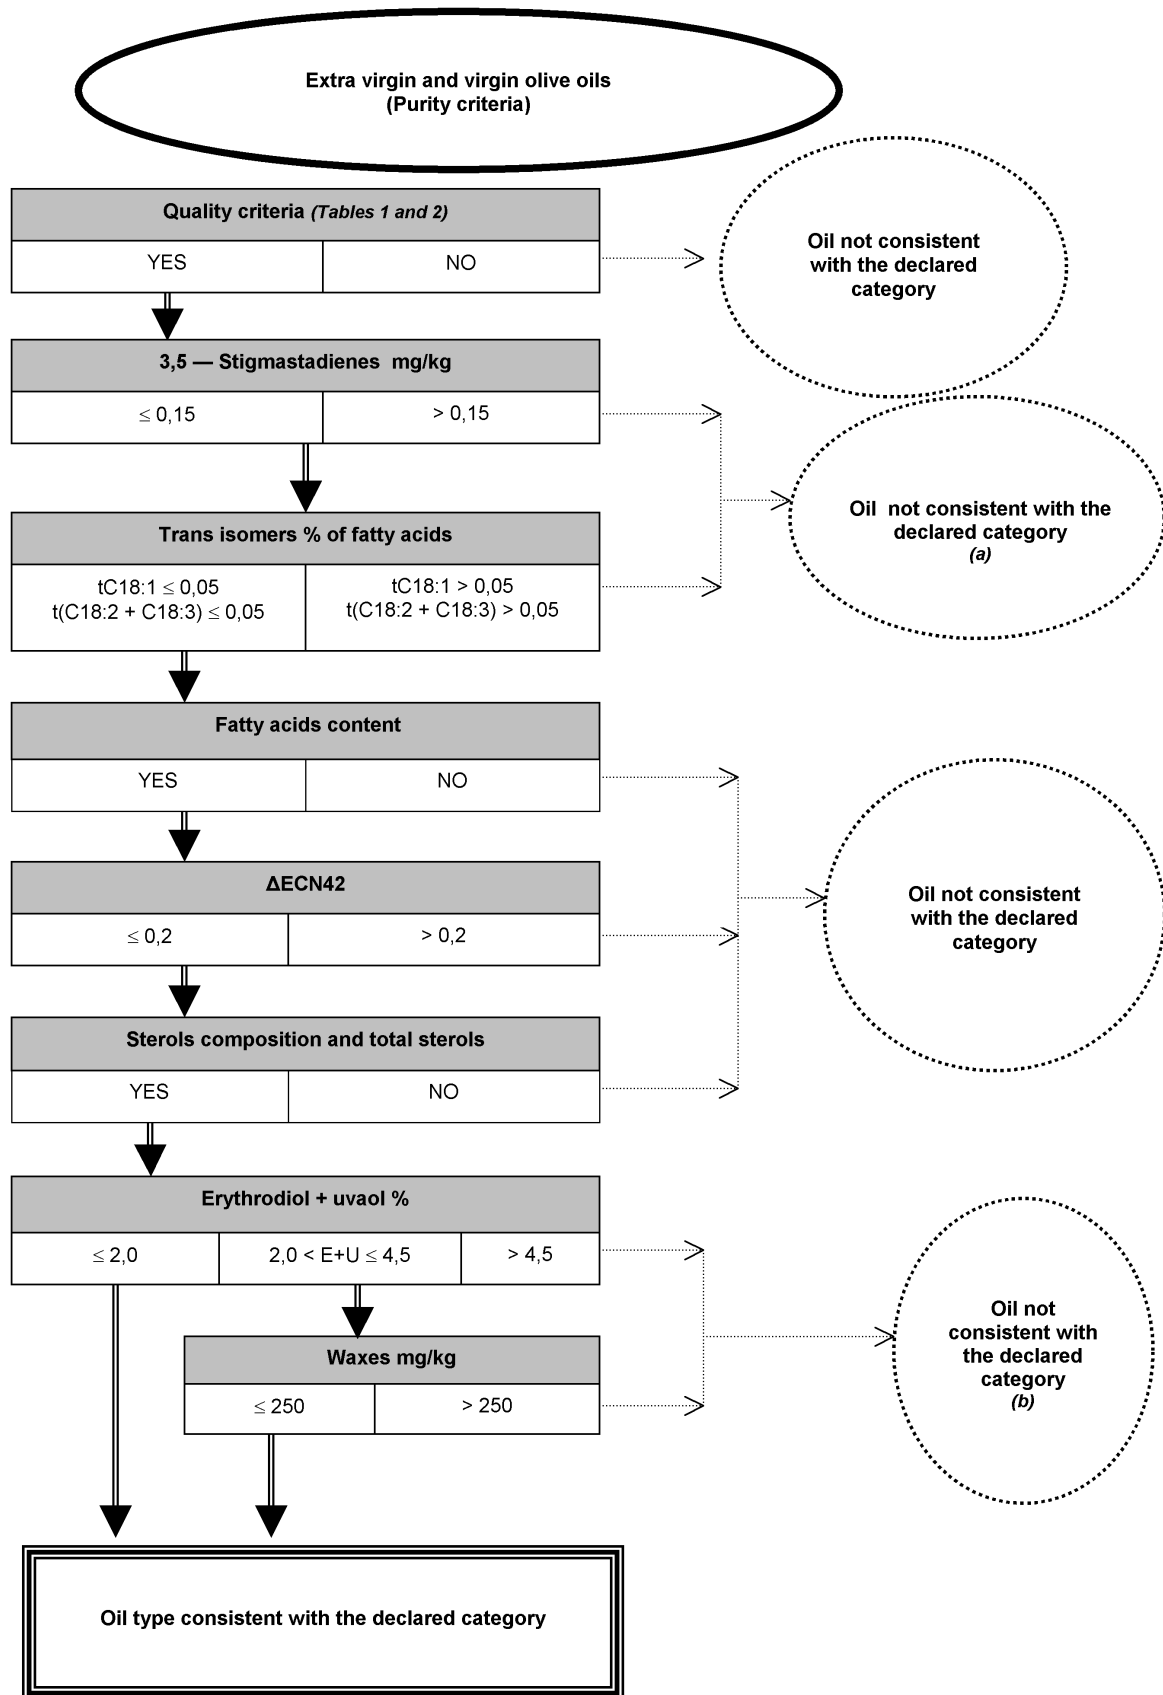 Extra virgin and virgin olive oils
(Purity criteria)
Quality criteria (Tables 1 and 2)
YES
NO
Oil not consistent
with the declared
category
3,5 — Stigmastadienes mg/kg
≤ 0,15
> 0,15
Trans isomers % of fatty acids
tC18:1 ≤ 0,05
t(C18:2 + C18:3) ≤ 0,05
tC18:1 > 0,05
t(C18:2 + C18:3) > 0,05
Oil not consistent with the
declared category
(a)
Fatty acids content
YES
NO
ΔECN42
≤ 0,2
> 0,2
Oil not consistent
with the declared
category
Sterols composition and total sterols
YES
NO
Erythrodiol + uvaol %
≤ 2,0
2,0 < E+U ≤ 4,5
> 4,5
Waxes mg/kg
≤ 250
> 250
Oil not
consistent with
the declared
category
(b)
Oil type consistent with the declared category